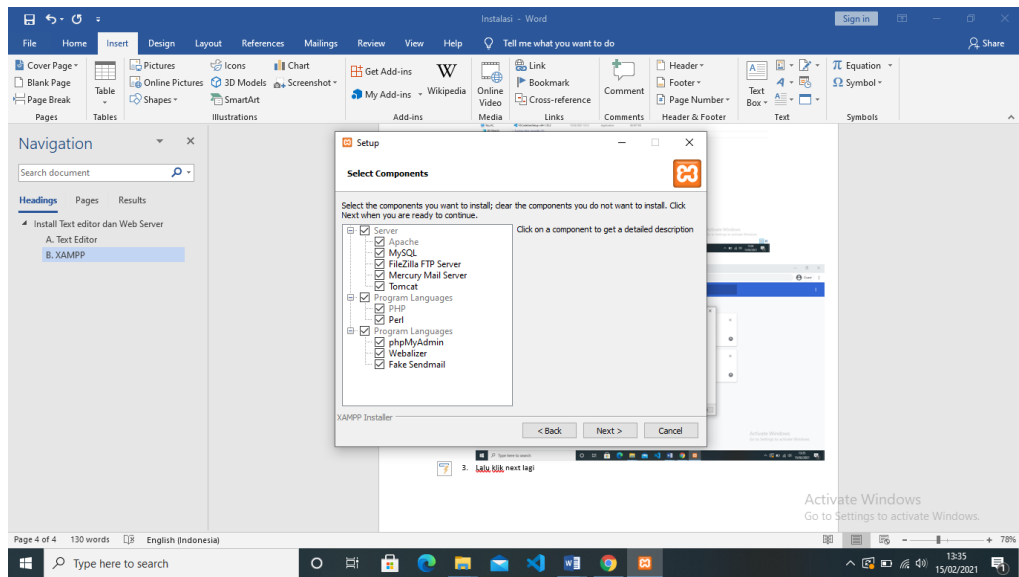 Instalasi - Word
Sign in
File Home Insert Design Layout References Mailings Review View Help Tell me what you want to do Share
Cover Page
Blank Page
Page Break
Pages
Table
Tables
Pictures
Online Pictures
Shapes
Icons
3D Models
SmartArt
Chart
Screenshot
Illustrations
Get Add-ins
My Add-ins
Wikipedia
Add-ins
Online
Video
Media
Link
Bookmark
Cross-reference
Links
Comment
Comments
Header
Footer
Page Number
Header & Footer
Text
Box
Text
Equation
Symbol
Symbols
Navigation
Search document
Headings Pages Results
Install Text editor dan Web Server
A. Text Editor
B. XAMPP
Setup
Select Components
Select the components you want to install; clear the components you do not want to install. Click
Next when you are ready to continue.
Server
Apache
MySQL
FileZilla FTP Server
Mercury Mail Server
Tomcat
Program Languages
PHP
Perl
Program Languages
phpMyAdmin
Webalizer
Fake Sendmail
Click on a component to get a detailed description
XAMPP Installer
< Back Next > Cancel
Activate Windows
Type here to search
3. Lalu klik next lagi
Activate Windows
Go to Settings to activate Windows.
Page 4 of 4 130 words English (Indonesia) 78%
Type here to search
13:35
15/02/2021